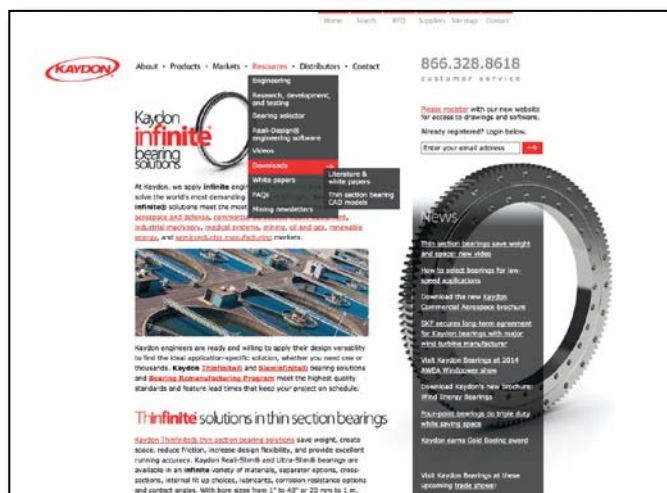 Home Search RFQ Suppliers Site map Contact
KAYDON
About • Products • Markets • Resources • Distributors • Contact
866.328.8618
customer service
Engineering
Research, development,
and testing
Bearing selector
Reali-Design®
engineering software
Videos
Downloads
White papers
FAQs
Mailing newsletters
Literature &
white papers
Thin section bearing
CAD models
Please register with our new website
for access to drawings and software.
Already registered? Login below.
Enter your email address
Kaydon
infinite®
bearing
solutions
At Kaydon, we apply infinite
solve the world's most demanding
infinite® solutions meet the most
aerospace and defense,
industrial machinery, medical systems, mining, oil and gas, renewable
energy, and semiconductor manufacturing markets.
Kaydon engineers are ready and willing to apply their design versatility
to find the ideal application-specific solution, whether you need one or
thousands. Kaydon Thinfinite® and Slewinfinite® bearing solutions
and Bearing Remanufacturing Program meet the highest quality
standards and feature lead times that keep your project on schedule.
Thinfinite® solutions in thin section bearings
Kaydon Thinfinite® thin section bearing solutions save weight, create
space, reduce friction, increase design flexibility, and provide excellent
running accuracy. Kaydon Reali-Slim® and Ultra-Slim® bearings are
available in an infinite variety of materials, separator options, cross-
sections, internal fit up choices, lubricants, corrosion resistance options
and contact angles. With bore sizes from 1" to 40" or 20 mm to 1 m,
News
Thin section bearings save weight
and space: new video
How to select bearings for low-
speed applications
Download the new Kaydon
Commercial Aerospace brochure
SKF secures long-term agreement
for Kaydon bearings with major
wind turbine manufacturer
Visit Kaydon Bearings at 2014
AWEA Windpower show
Download Kaydon's new brochure:
Wind Energy Bearings
Four-point bearings do triple duty
while saving space
Kaydon earns Gold Boeing award
Visit Kaydon Bearings at these
upcoming trade shows: